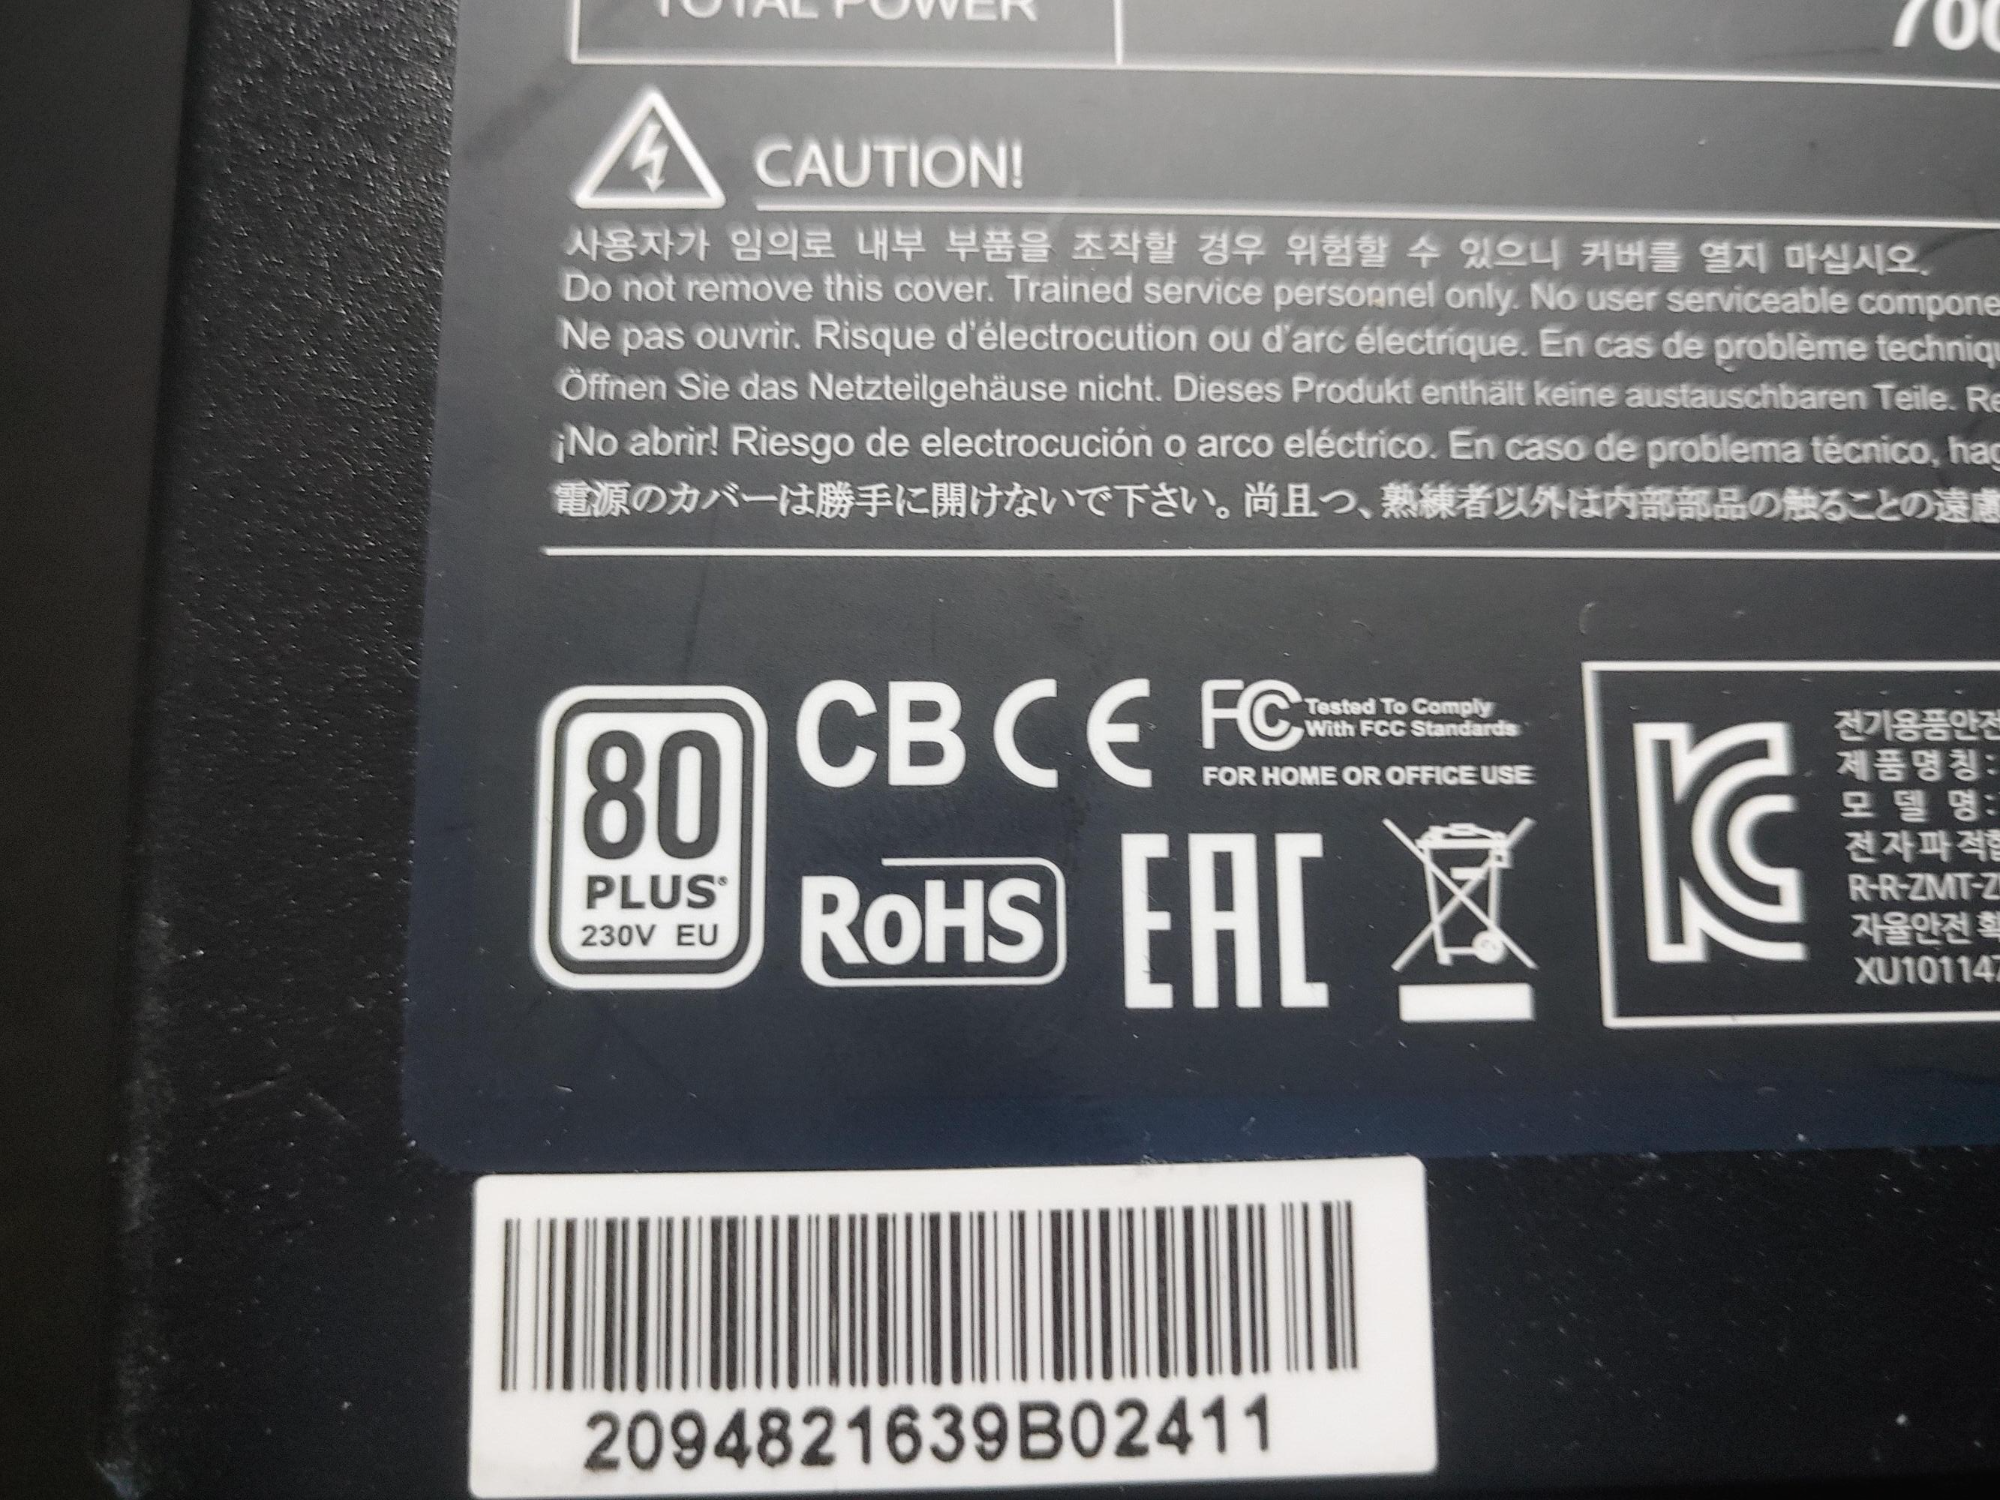 TOTAL POWER 700
CAUTION!
사용자가 임의로 내부 부품을 조작할 경우 위험할 수 있으니 커버를 열지 마십시오.
Do not remove this cover. Trained service personnel only. No user serviceable compone
Ne pas ouvrir. Risque d'électrocution ou d'arc électrique. En cas de problème techniqu
Öffnen Sie das Netzteilgehäuse nicht. Dieses Produkt enthält keine austauschbaren Teile. Re
¡No abrir! Riesgo de electrocución o arco eléctrico. En caso de problema técnico, hag
電源のカバーは勝手に開けないで下さい。尚且つ、熟練者以外は内部部品の触ることの遠慮
80
PLUS®
230V EU
CB CE FC Tested To Comply
With FCC Standards
FOR HOME OR OFFICE USE
RoHS EAC
전기용품안전
제품명칭:
모 델 명:
전자파적합
R-R-ZMT-Z
자율안전 확
XU101147
2094821639B02411